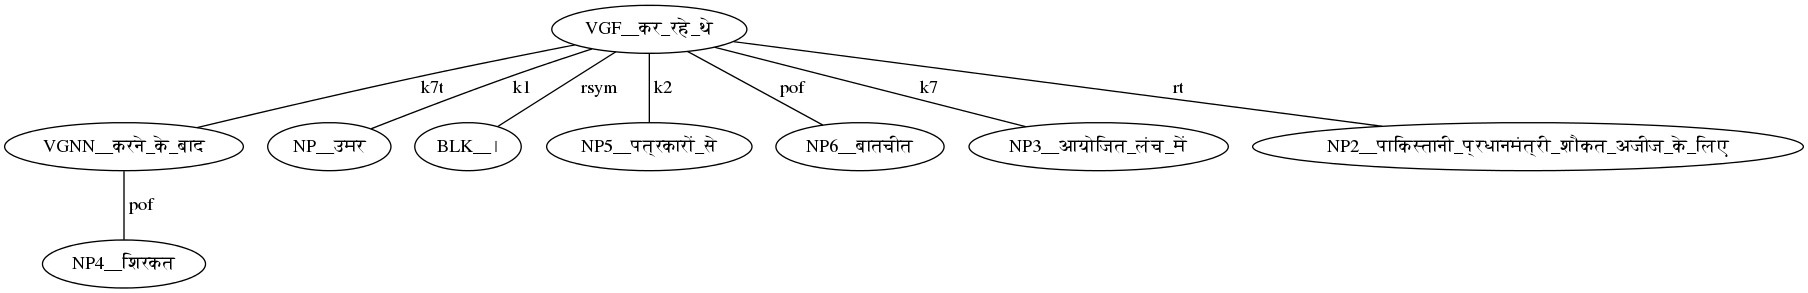 VGF__कर_रहे_थे
k7t k1 rsym k2 pof k7 rt
VGNN__करने_के_बाद NP__उमर BLK__। NP5__पत्रकारों_से NP6__बातचीत NP3__आयोजित_लंच_में NP2__पाकिस्तानी_प्रधानमंत्री_शौकत_अजीज_के_लिए
pof
NP4__शिरकत